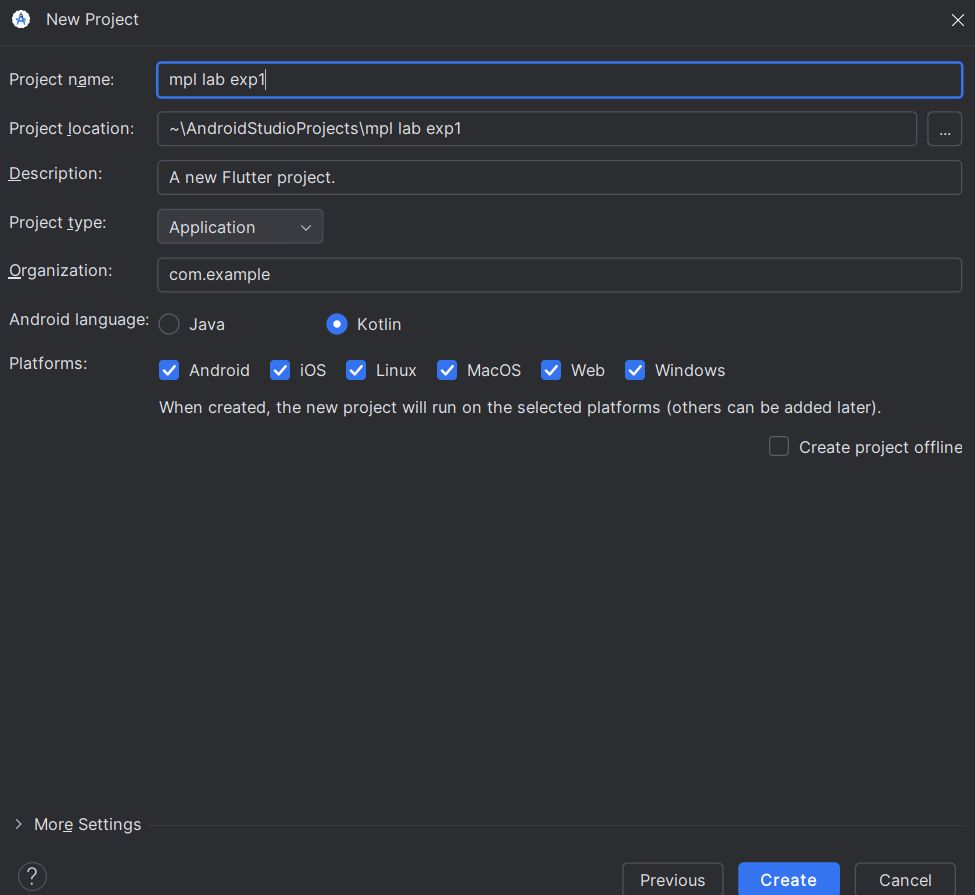 New Project
Project name: mpl lab exp1
Project location: ~\AndroidStudioProjects\mpl lab exp1 ...
Description: A new Flutter project.
Project type: Application
Organization: com.example
Android language: Java Kotlin
Platforms: Android iOS Linux MacOS Web Windows
When created, the new project will run on the selected platforms (others can be added later).
Create project offline
More Settings
? Previous Create Cancel